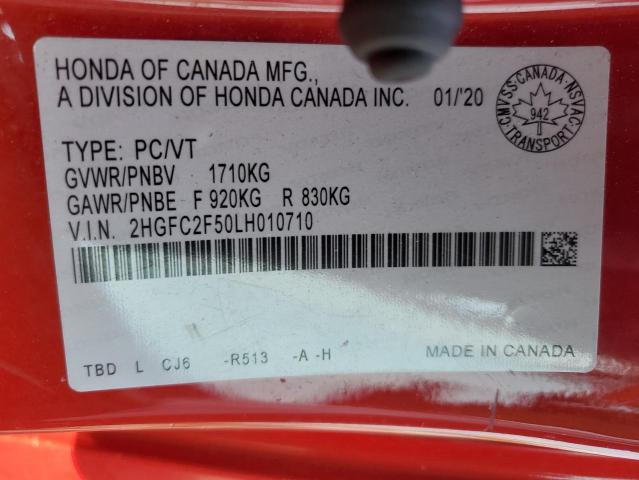 HONDA OF CANADA MFG.,
A DIVISION OF HONDA CANADA INC. 01/'20
CMVSS·CANADA·NSVAC
942
TRANSPORT
TYPE: PC/VT
GVWR/PNBV 1710KG
GAWR/PNBE F 920KG R 830KG
V.I.N. 2HGFC2F50LH010710
TBD L CJ6 -R513 -A -H MADE IN CANADA